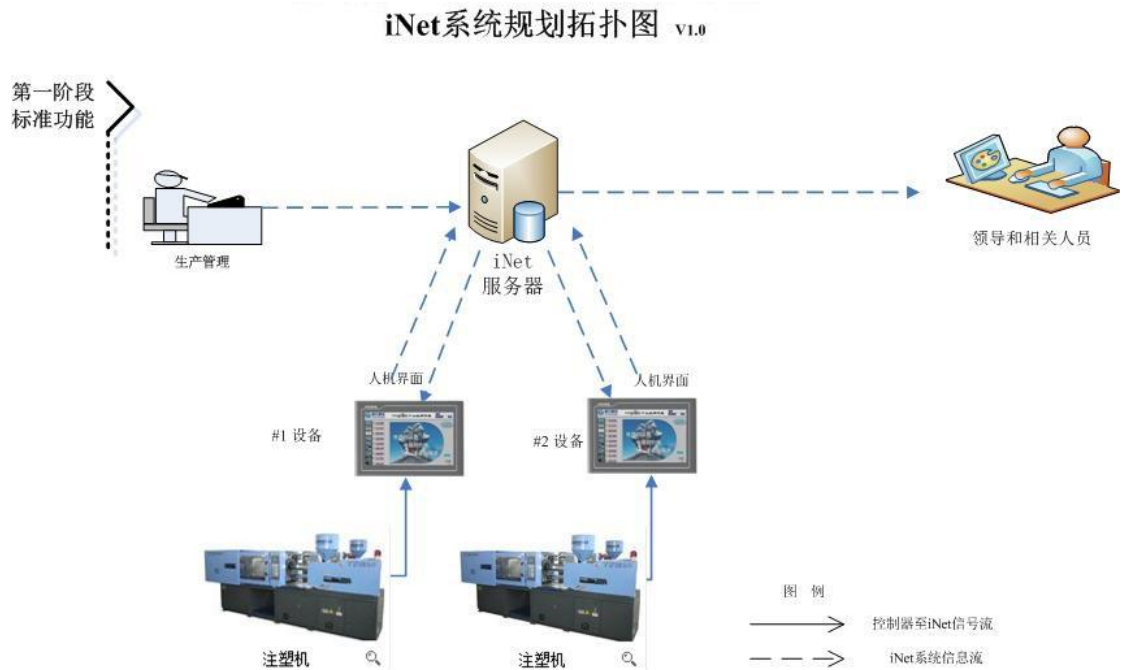 iNet系统规划拓扑图 V1.0
第一阶段
标准功能
生产管理
iNet
服务器
领导和相关人员
人机界面
人机界面
#1 设备
#2 设备
注塑机
注塑机
图 例
控制器至iNet信号流
iNet系统信息流